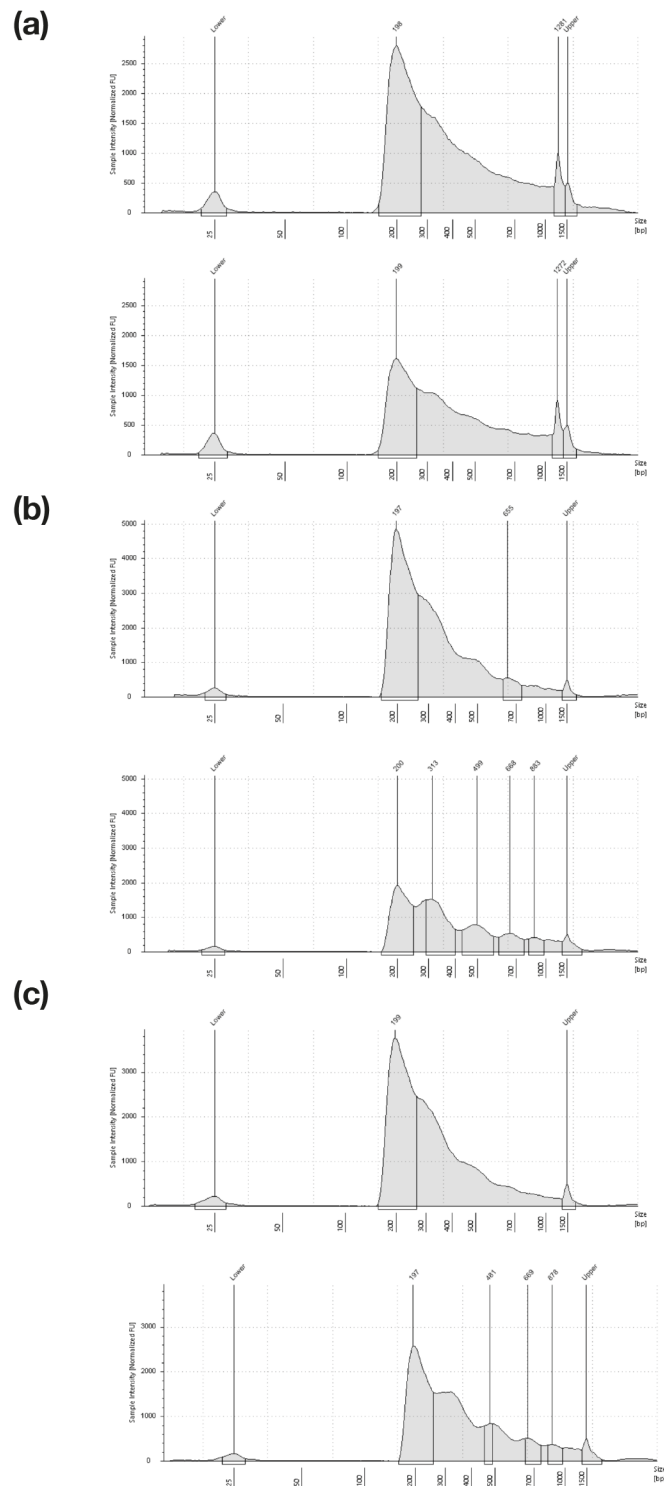 (a)
Lower 198 1281 Upper
Sample Intensity [Normalized FU]
2500
2000
1500
1000
500
0
25 50 100 200 300 400 500 700 1000 1500 Size [bp]
Lower 199 1272 Upper
Sample Intensity [Normalized FU]
2500
2000
1500
1000
500
0
25 50 100 200 300 400 500 700 1000 1500 Size [bp]
(b)
Lower 197 655 Upper
Sample Intensity [Normalized FU]
5000
4000
3000
2000
1000
0
25 50 100 200 300 400 500 700 1000 1500 Size [bp]
Lower 200 313 499 668 883 Upper
Sample Intensity [Normalized FU]
5000
4000
3000
2000
1000
0
25 50 100 200 300 400 500 700 1000 1500 Size [bp]
(c)
Lower 199 Upper
Sample Intensity [Normalized FU]
3000
2000
1000
0
25 50 100 200 300 400 500 700 1000 1500 Size [bp]
Lower 197 481 669 878 Upper
Sample Intensity [Normalized FU]
3000
2000
1000
0
25 50 100 200 300 400 500 700 1000 1500 Size [bp]